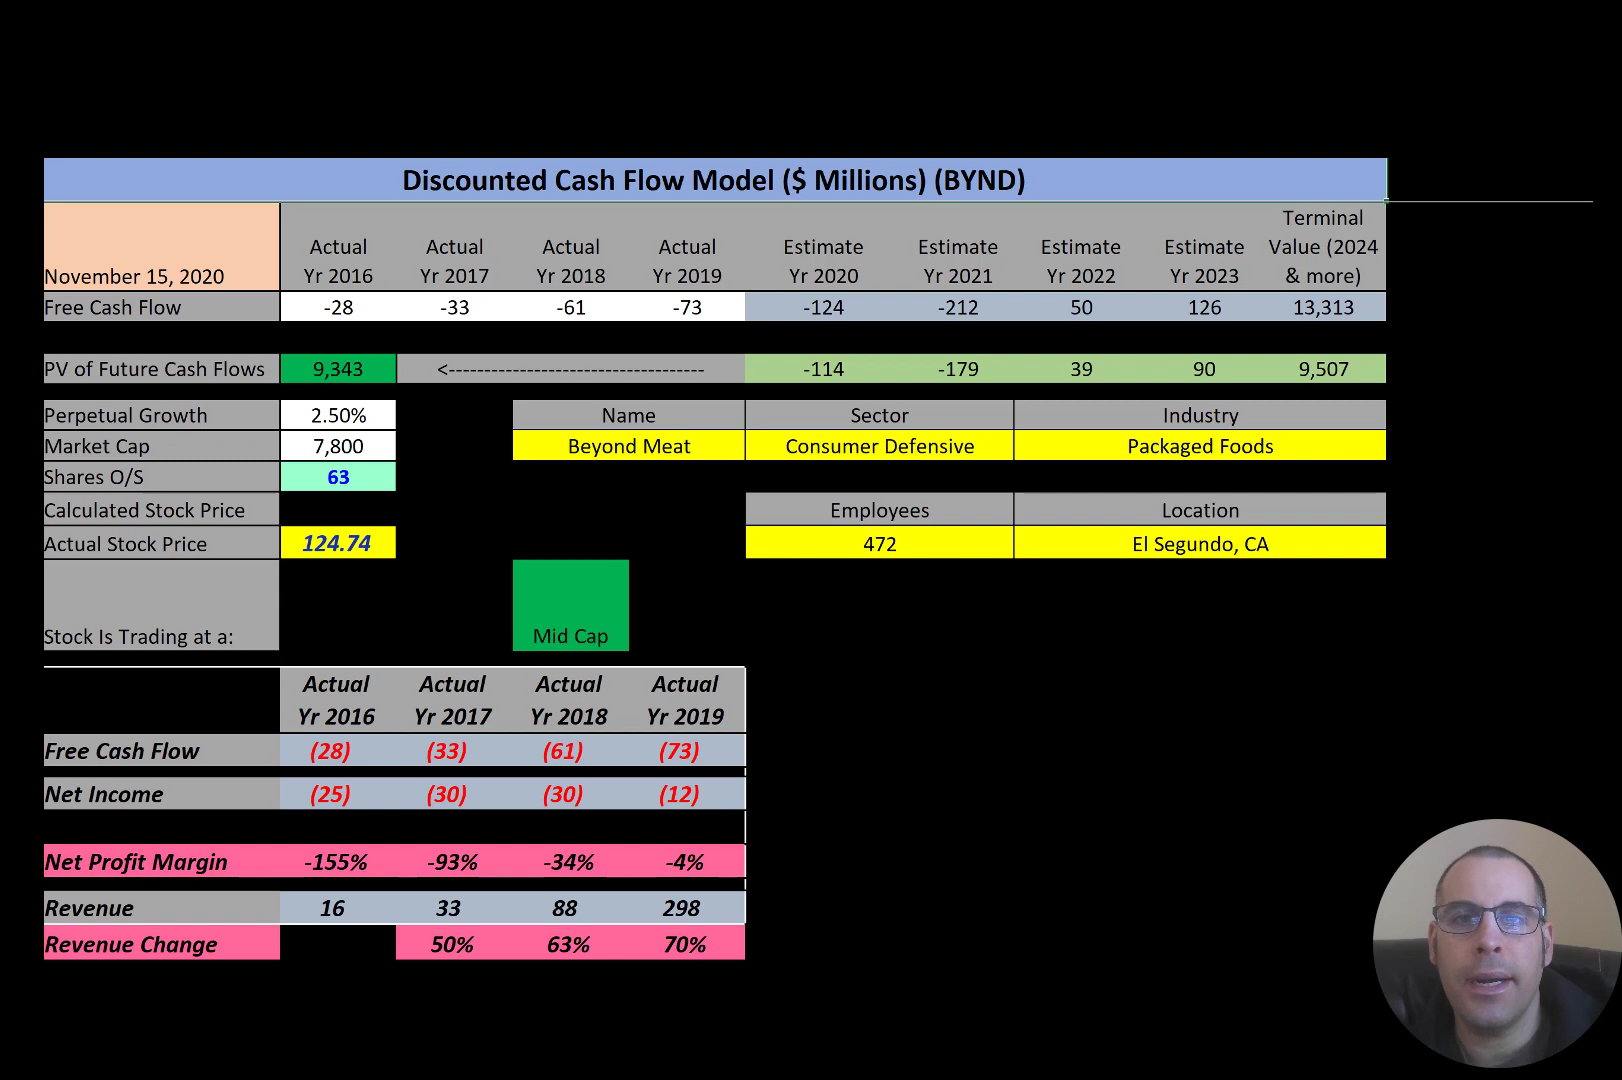 Discounted Cash Flow Model ($ Millions) (BYND)
November 15, 2020 Actual Yr 2016 Actual Yr 2017 Actual Yr 2018 Actual Yr 2019 Estimate Yr 2020 Estimate Yr 2021 Estimate Yr 2022 Estimate Yr 2023 Terminal Value (2024 & more)
Free Cash Flow -28 -33 -61 -73 -124 -212 50 126 13,313
PV of Future Cash Flows 9,343 <------------------------------------ -114 -179 39 90 9,507
Perpetual Growth 2.50% Name Sector Industry
Market Cap 7,800 Beyond Meat Consumer Defensive Packaged Foods
Shares O/S 63
Calculated Stock Price Employees Location
Actual Stock Price 124.74 472 El Segundo, CA
Stock Is Trading at a: Mid Cap
Actual Yr 2016 Actual Yr 2017 Actual Yr 2018 Actual Yr 2019
Free Cash Flow (28) (33) (61) (73)
Net Income (25) (30) (30) (12)
Net Profit Margin -155% -93% -34% -4%
Revenue 16 33 88 298
Revenue Change 50% 63% 70%